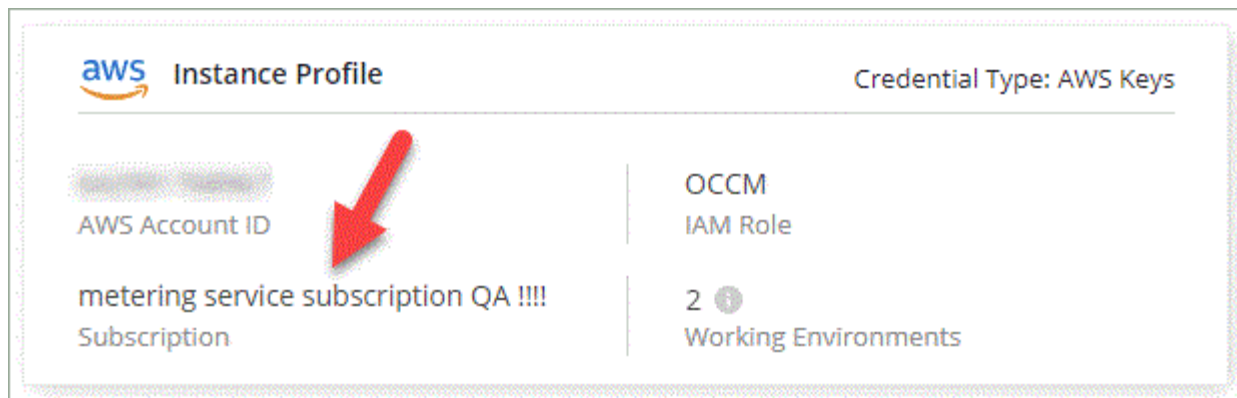 aws Instance Profile
Credential Type: AWS Keys
AWS Account ID
OCCM
IAM Role
metering service subscription QA !!!!
Subscription
2
Working Environments